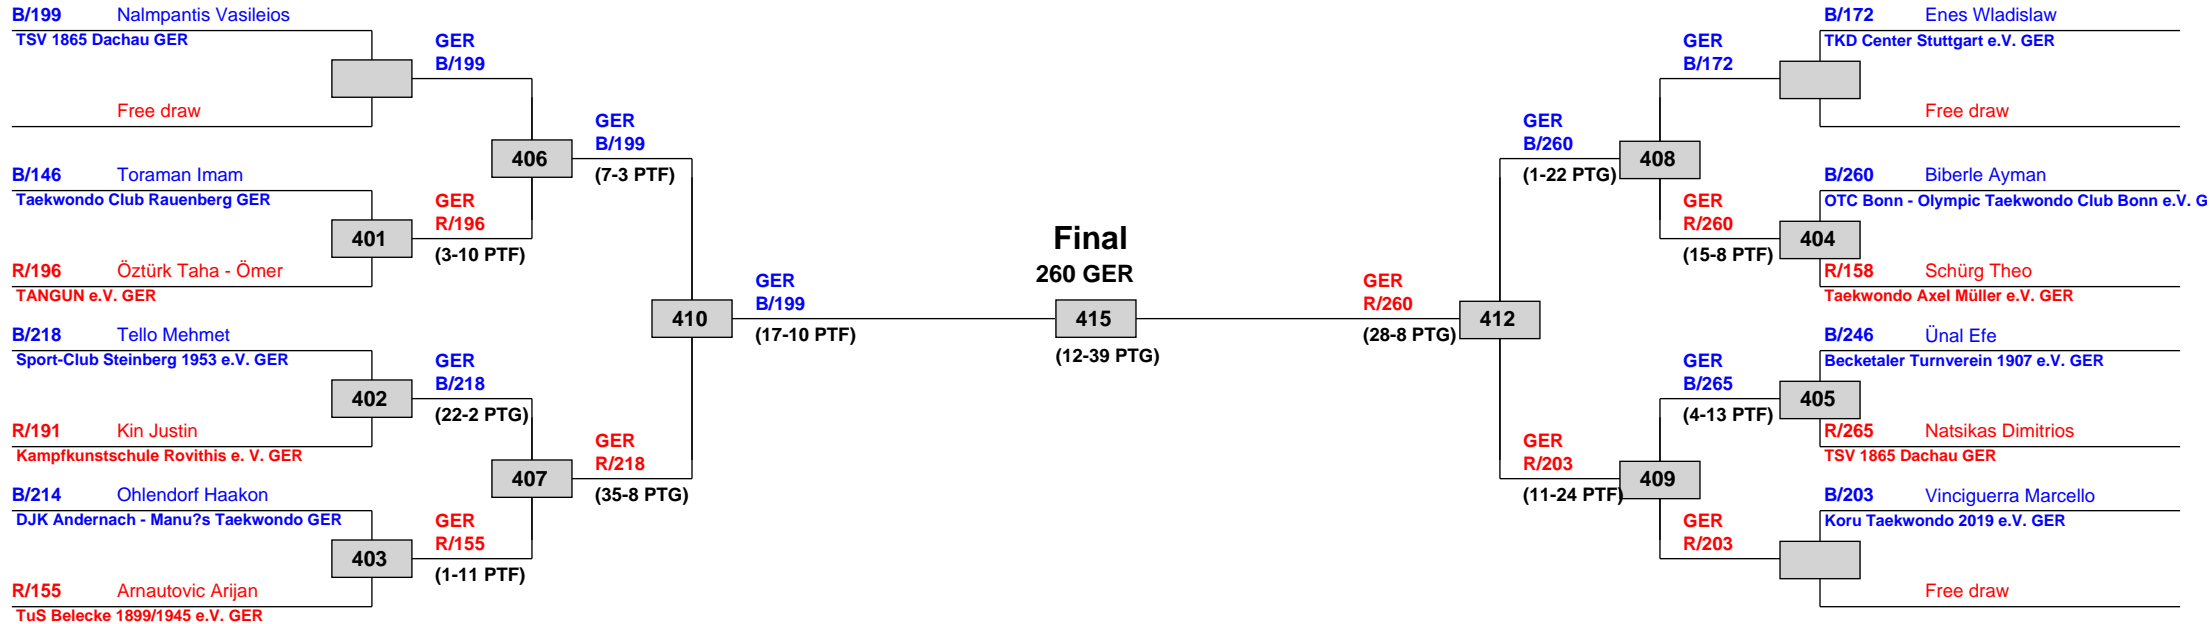 B/199 Nalmpantis Vasileios
TSV 1865 Dachau GER
Free draw
B/146 Toraman Imam
Taekwondo Club Rauenberg GER
401
R/196 Öztürk Taha - Ömer
TANGUN e.V. GER
B/218 Tello Mehmet
Sport-Club Steinberg 1953 e.V. GER
402
R/191 Kin Justin
Kampfkunstschule Rovithis e. V. GER
B/214 Ohlendorf Haakon
DJK Andernach - Manu?s Taekwondo GER
403
R/155 Arnautovic Arijan
TuS Belecke 1899/1945 e.V. GER
GER
B/199
406
GER
R/196
(3-10 PTF)
GER
B/218
(22-2 PTG)
407
GER
R/155
(1-11 PTF)
GER
B/199
(7-3 PTF)
410
GER
R/218
(35-8 PTG)
GER
B/199
(17-10 PTF)
Final
260 GER
415
(12-39 PTG)
GER
R/260
(28-8 PTG)
412
GER
B/260
(1-22 PTG)
408
GER
R/203
(11-24 PTF)
409
GER
B/172
GER
R/260
(15-8 PTF)
GER
B/265
(4-13 PTF)
GER
R/203
B/172 Enes Wladislaw
TKD Center Stuttgart e.V. GER
Free draw
B/260 Biberle Ayman
OTC Bonn - Olympic Taekwondo Club Bonn e.V. G
404
R/158 Schürg Theo
Taekwondo Axel Müller e.V. GER
B/246 Ünal Efe
Becketaler Turnverein 1907 e.V. GER
405
R/265 Natsikas Dimitrios
TSV 1865 Dachau GER
B/203 Vinciguerra Marcello
Koru Taekwondo 2019 e.V. GER
Free draw